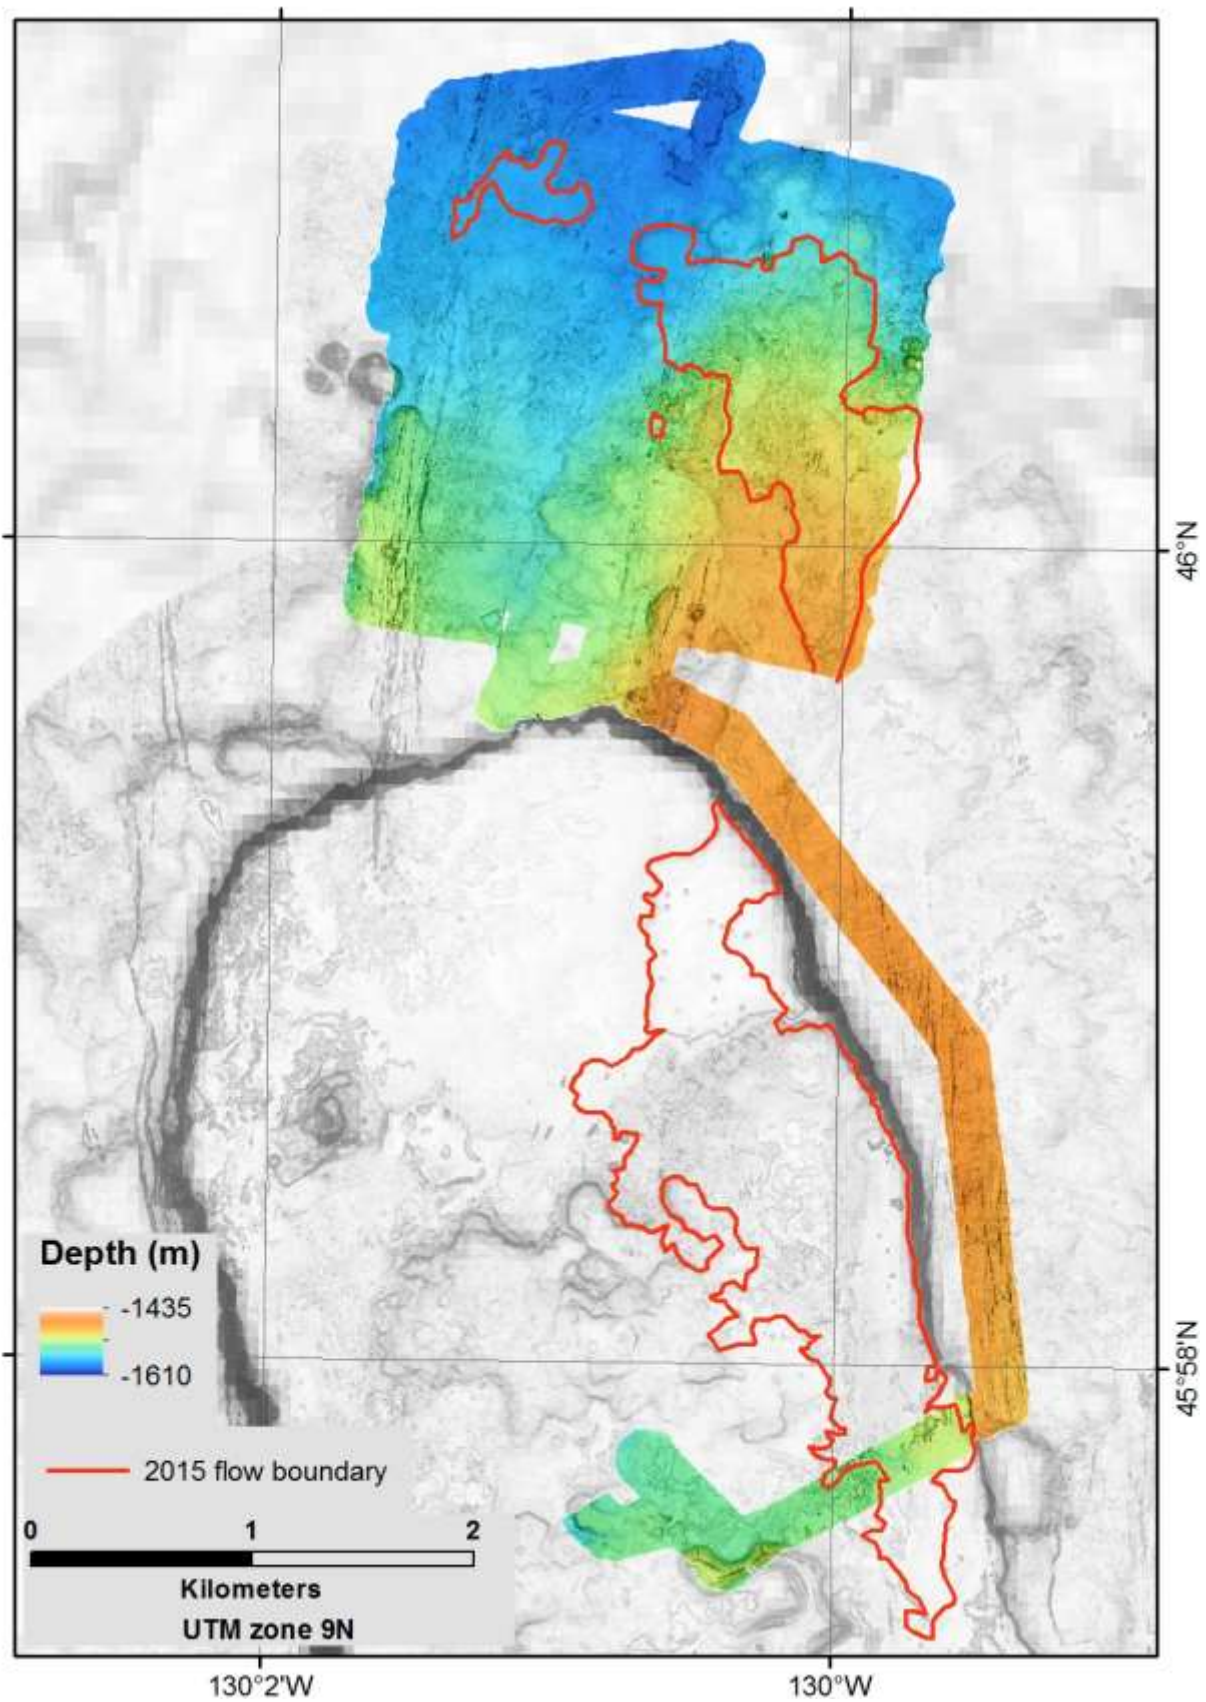 46°N
Depth (m)
-1435
-1610
45°58'N
2015 flow boundary
0 1 2
Kilometers
UTM zone 9N
130°2'W 130°W